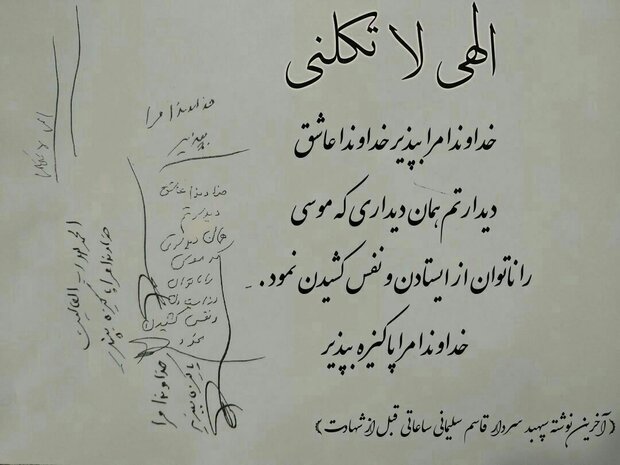 الهی لا تکلنی
خداوندا مرا بپذیر خداوندا عاشق
دیدارتم همان دیداری که موسی
را ناتوان از ایستادن و نفس کشیدن نمود.
خداوندا مرا پاکیزه بپذیر
(آخرین نوشته سپهبد سردار قاسم سلیمانی ساعاتی قبل از شهادت)
الهی لا تکلنی
خداوندا مرا
بپذیر
خداوندا عاشق
دیدارتم
همان دیداری
که موسی
را ناتوان
از ایستادن
و نفس کشیدن
نمود
خداوندا مرا
پاکیزه بپذیر
الحمدلله رب العالمین
خداوندا مرا پاکیزه بپذیر